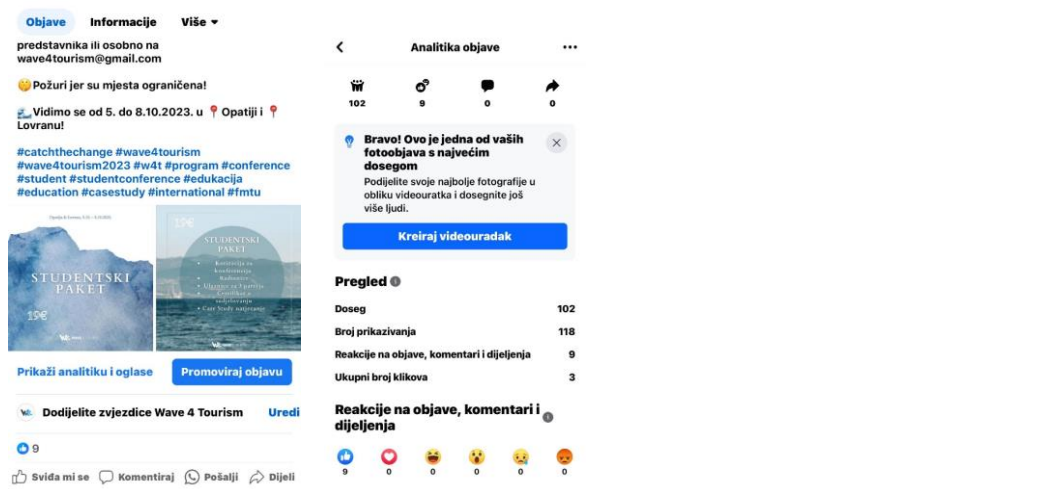 Objave Informacije Više
predstavnika ili osobno na
wave4tourism@gmail.com
Požuri jer su mjesta ograničena!
Vidimo se od 5. do 8.10.2023. u 📍 Opatiji i 📍
Lovranu!
#catchthechange #wave4tourism
#wave4tourism2023 #w4t #program #conference
#student #studentconference #edukacija
#education #casestudy #international #fmtu
STUDENTSKI
PAKET
19€
19€
STUDENTSKI
PAKET
Prikaži analitiku i oglase Promoviraj objavu
Dodijelite zvjezdice Wave 4 Tourism Uredi
9
Sviđa mi se Komentiraj Pošalji Dijeli
Analitika objave
102 9 0 0
Bravo! Ovo je jedna od vaših
fotoobjava s najvećim
dosegom
Podijelite svoje najbolje fotografije u
obliku videouratka i dosegnite još
više ljudi.
Kreiraj videouradak
Pregled
Doseg 102
Broj prikazivanja 118
Reakcije na objave, komentari i dijeljenja 9
Ukupni broj klikova 3
Reakcije na objave, komentari i
dijeljenja
9 0 0 0 0 0